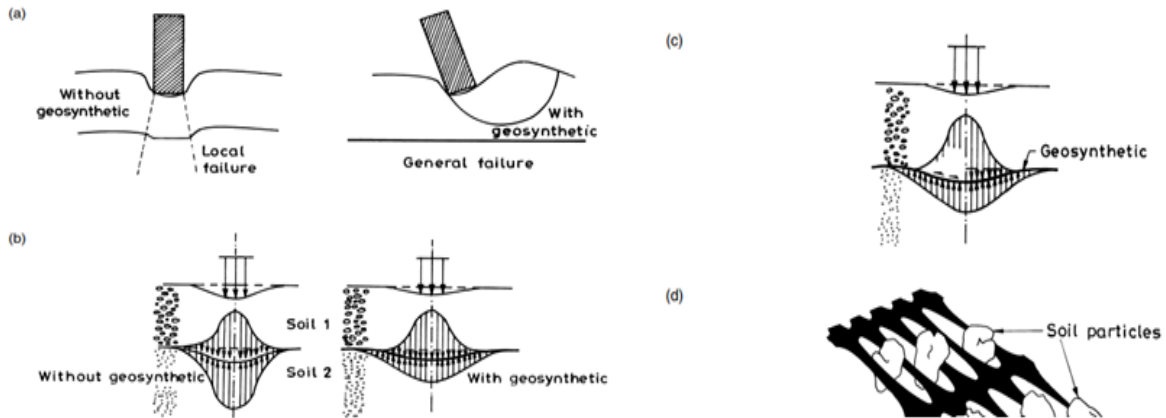 (a)
Without
geosynthetic
Local
failure
With
geosynthetic
General failure
(b)
Soil 1
Soil 2
Without geosynthetic
With geosynthetic
(c)
Geosynthetic
(d)
Soil particles